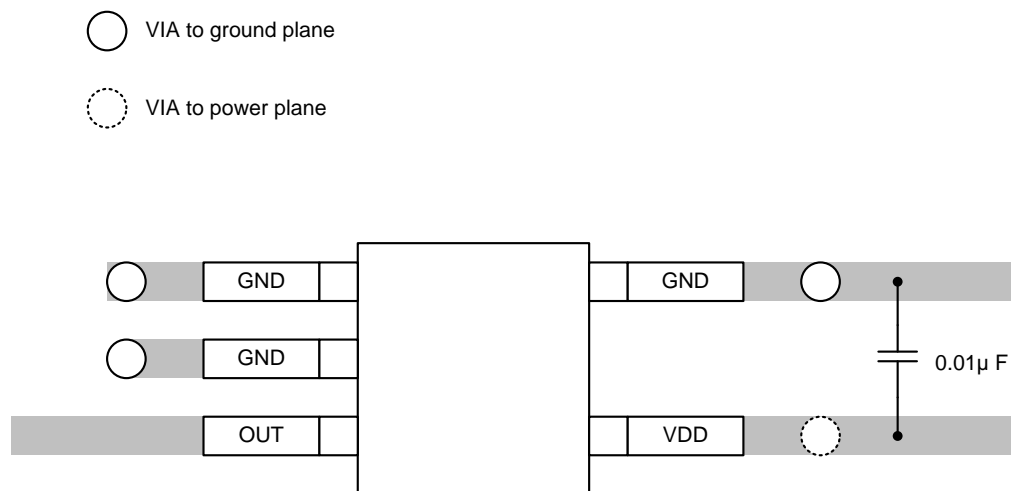 VIA to ground plane
VIA to power plane
GND
GND
GND
0.01μ F
OUT
VDD